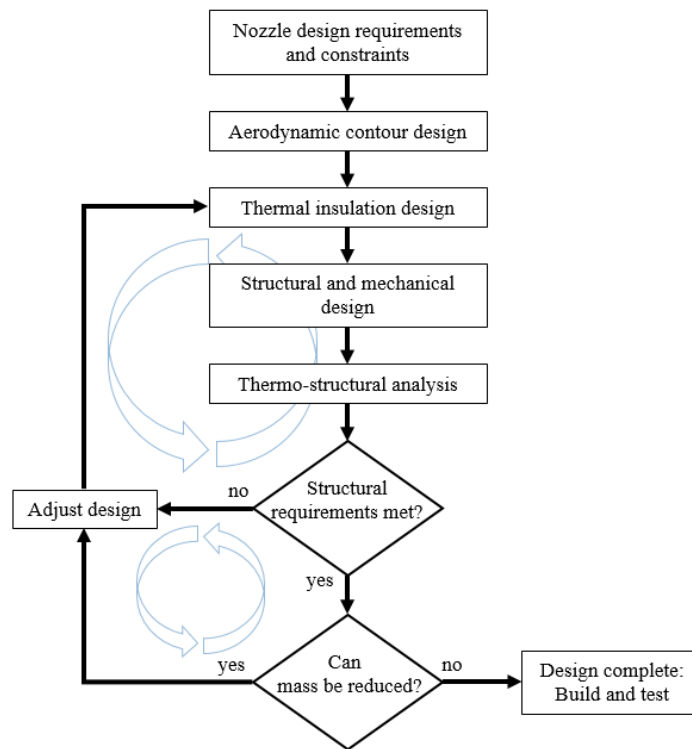 Nozzle design requirements
and constraints
Aerodynamic contour design
Thermal insulation design
Structural and mechanical
design
Thermo-structural analysis
no
Structural
requirements met?
Adjust design
yes
Can
mass be reduced?
yes
no
Design complete:
Build and test